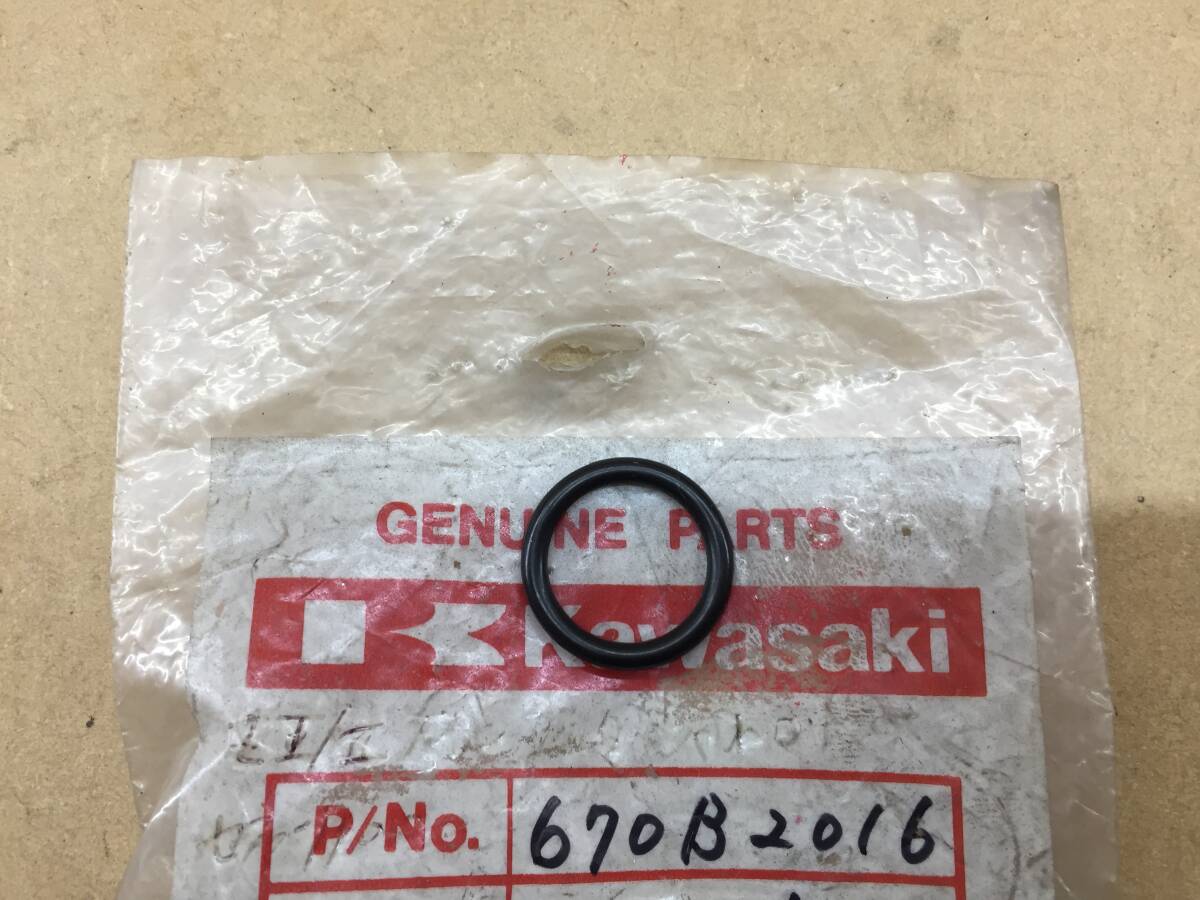 GENUINE PARTS
Kawasaki
P/No. 670B2016